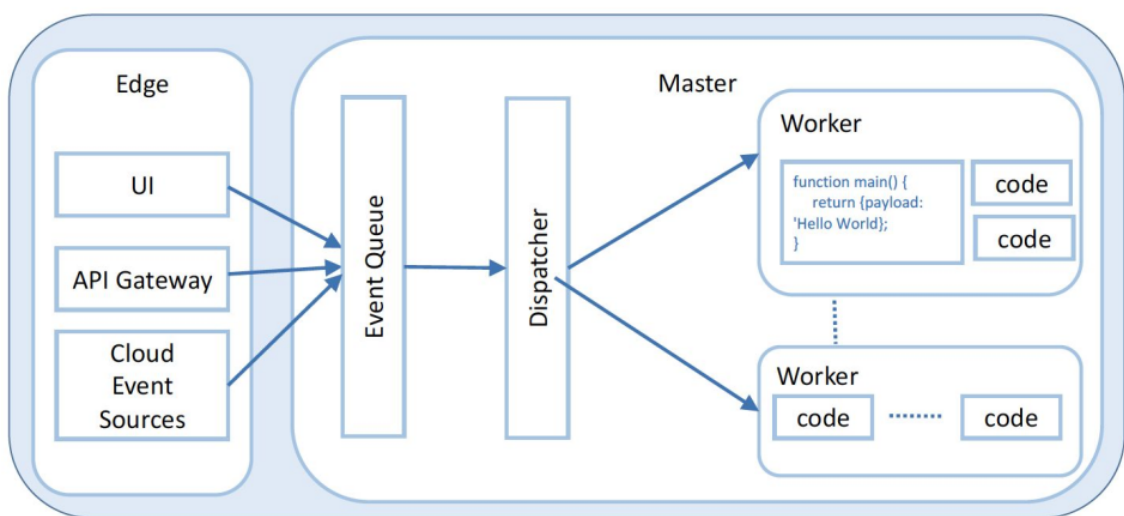 Edge
UI
API Gateway
Cloud
Event
Sources
Master
Event Queue
Dispatcher
Worker
function main() {
return {payload:
'Hello World};
}
code
code
Worker
code
code